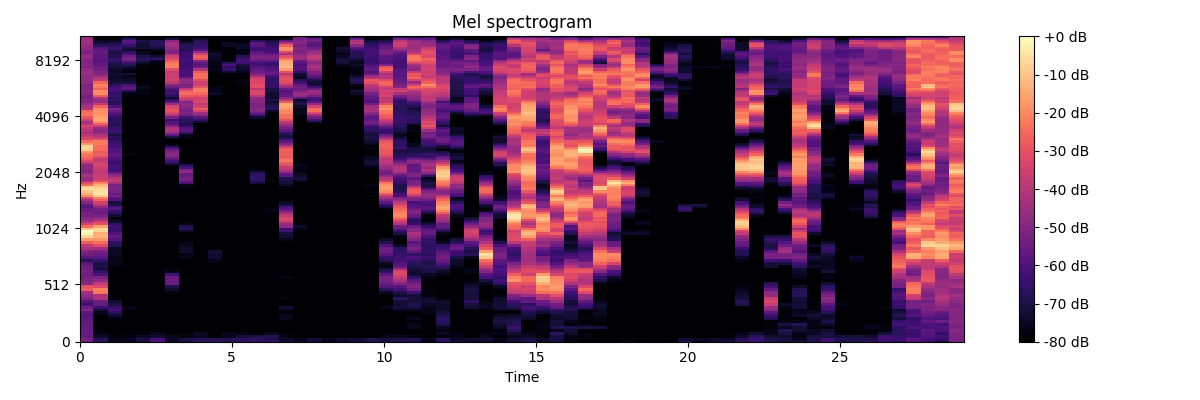 Mel spectrogram
Hz
8192
4096
2048
1024
512
0
0 5 10 15 20 25
Time
+0 dB
-10 dB
-20 dB
-30 dB
-40 dB
-50 dB
-60 dB
-70 dB
-80 dB